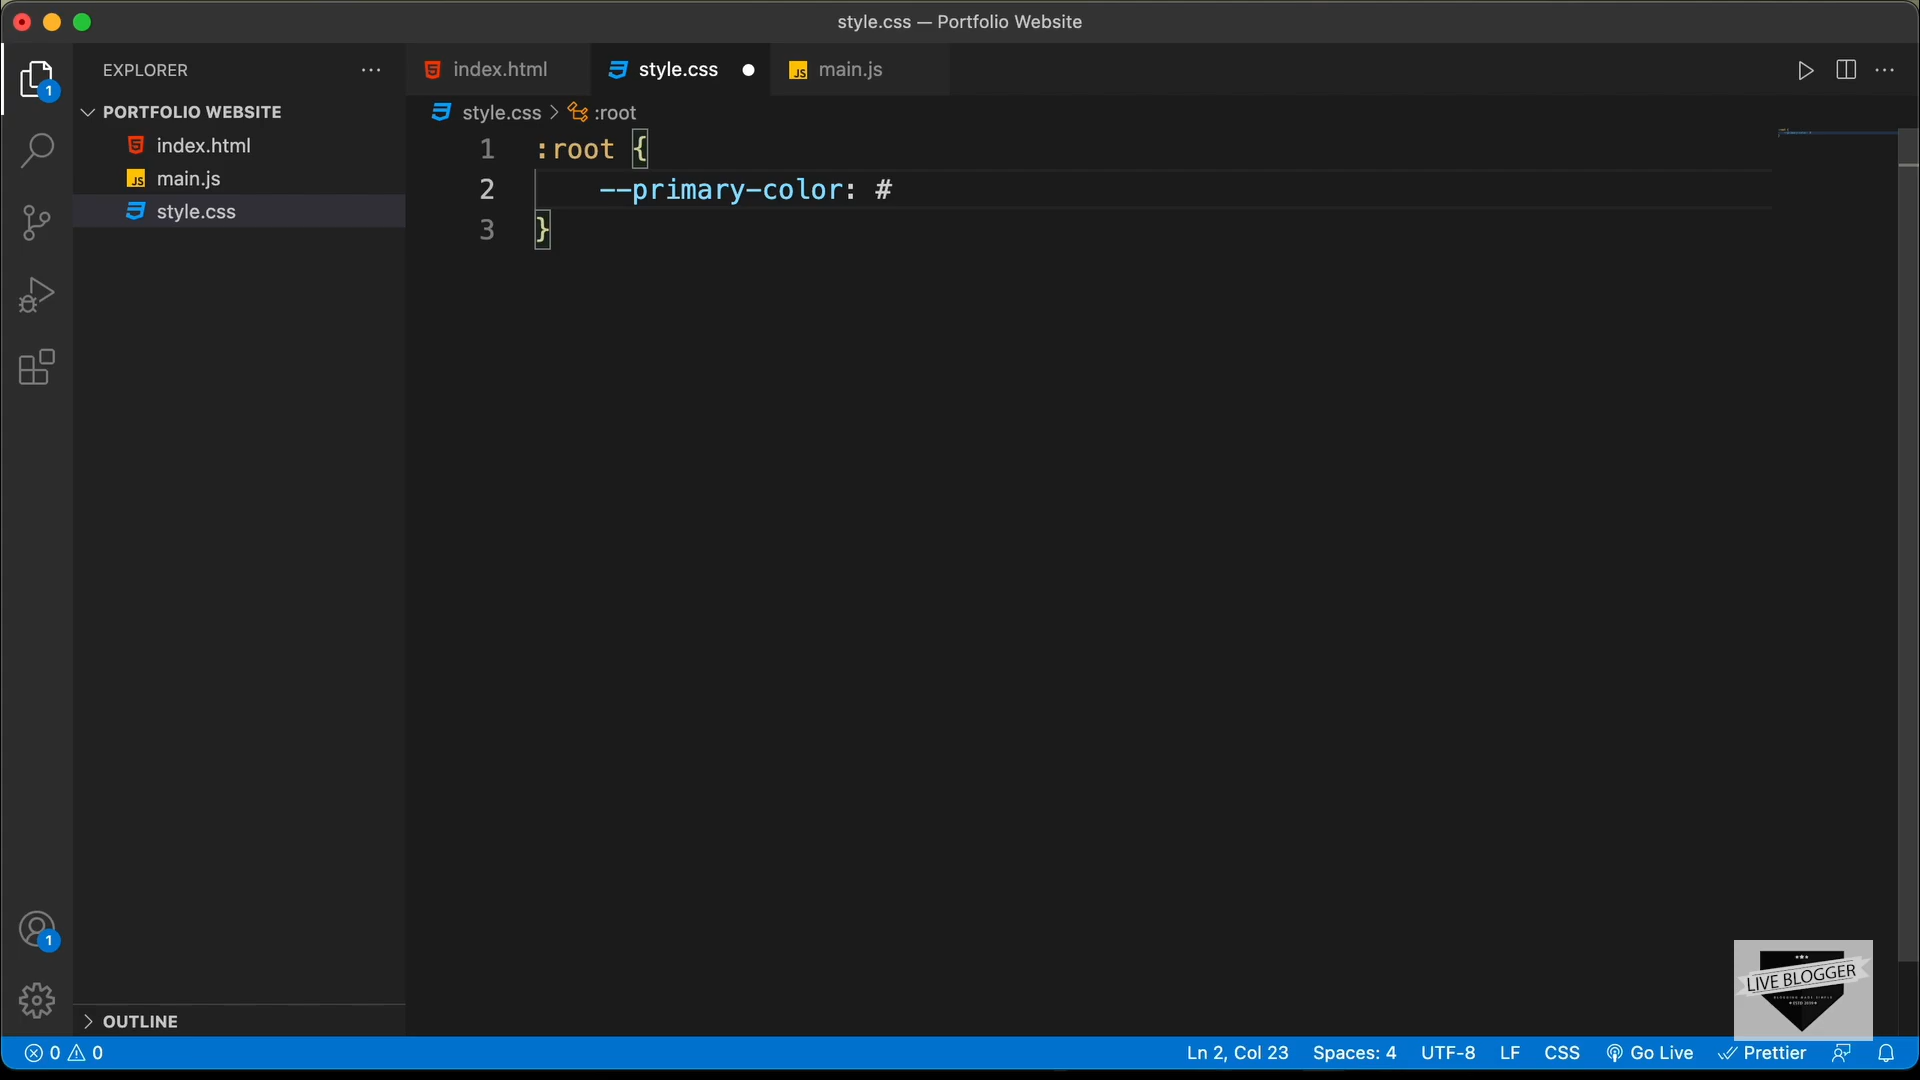 style.css — Portfolio Website
EXPLORER
index.html
style.css
main.js
1
PORTFOLIO WEBSITE
style.css > :root
index.html
main.js
style.css
1 :root {
2 --primary-color: #
3 }
1
LIVE BLOGGER
OUTLINE
0 0
Ln 2, Col 23
Spaces: 4
UTF-8
LF
CSS
Go Live
Prettier